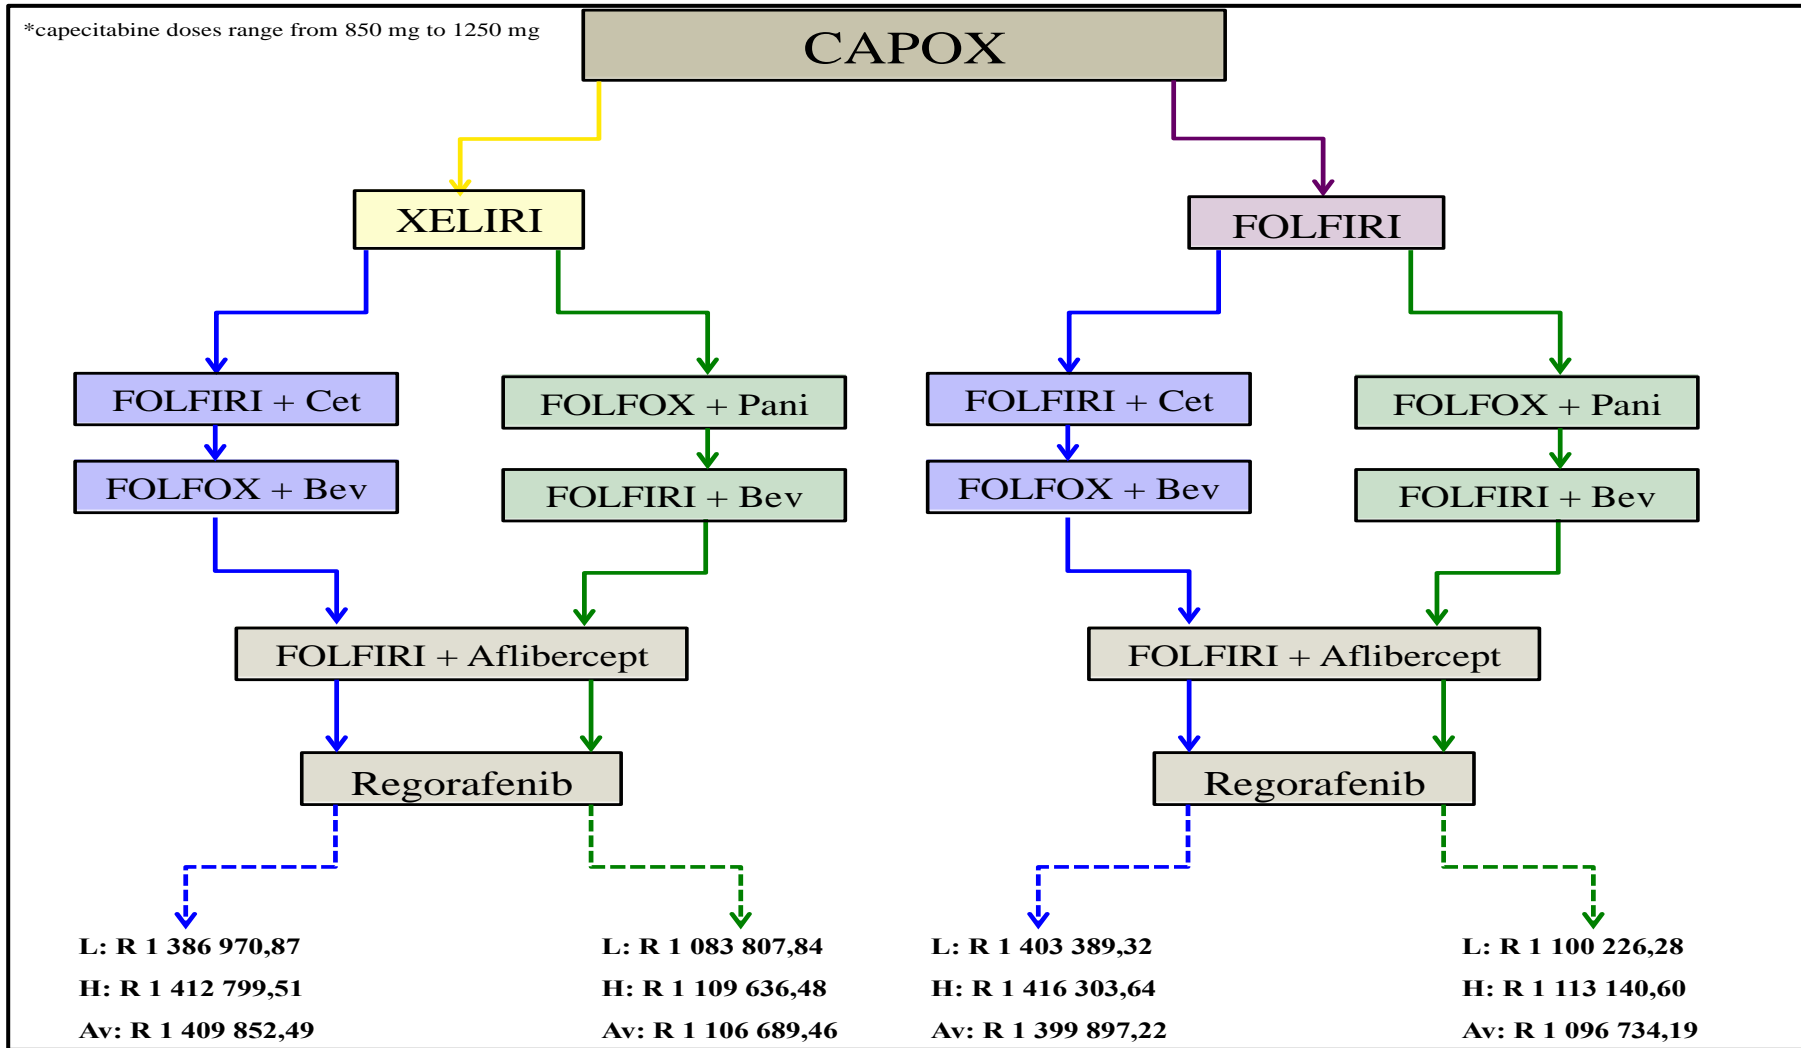 *capecitabine doses range from 850 mg to 1250 mg
CAPOX
XELIRI
FOLFIRI
FOLFIRI + Cet
FOLFOX + Pani
FOLFIRI + Cet
FOLFOX + Pani
FOLFOX + Bev
FOLFIRI + Bev
FOLFOX + Bev
FOLFIRI + Bev
FOLFIRI + Aflibercept
FOLFIRI + Aflibercept
Regorafenib
Regorafenib
L: R 1 386 970,87
H: R 1 412 799,51
Av: R 1 409 852,49
L: R 1 083 807,84
H: R 1 109 636,48
Av: R 1 106 689,46
L: R 1 403 389,32
H: R 1 416 303,64
Av: R 1 399 897,22
L: R 1 100 226,28
H: R 1 113 140,60
Av: R 1 096 734,19